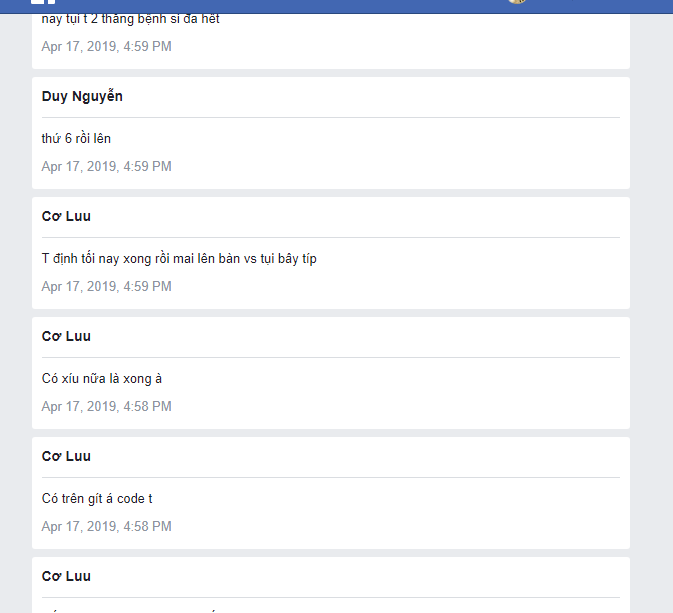 nay tụi t 2 thằng bệnh sĩ đã hết
Apr 17, 2019, 4:59 PM
Duy Nguyễn
thứ 6 rồi lên
Apr 17, 2019, 4:59 PM
Cơ Luu
T định tối nay xong rồi mai lên bàn vs tụi bây típ
Apr 17, 2019, 4:59 PM
Cơ Luu
Có xíu nữa là xong à
Apr 17, 2019, 4:58 PM
Cơ Luu
Có trên gít á code t
Apr 17, 2019, 4:58 PM
Cơ Luu